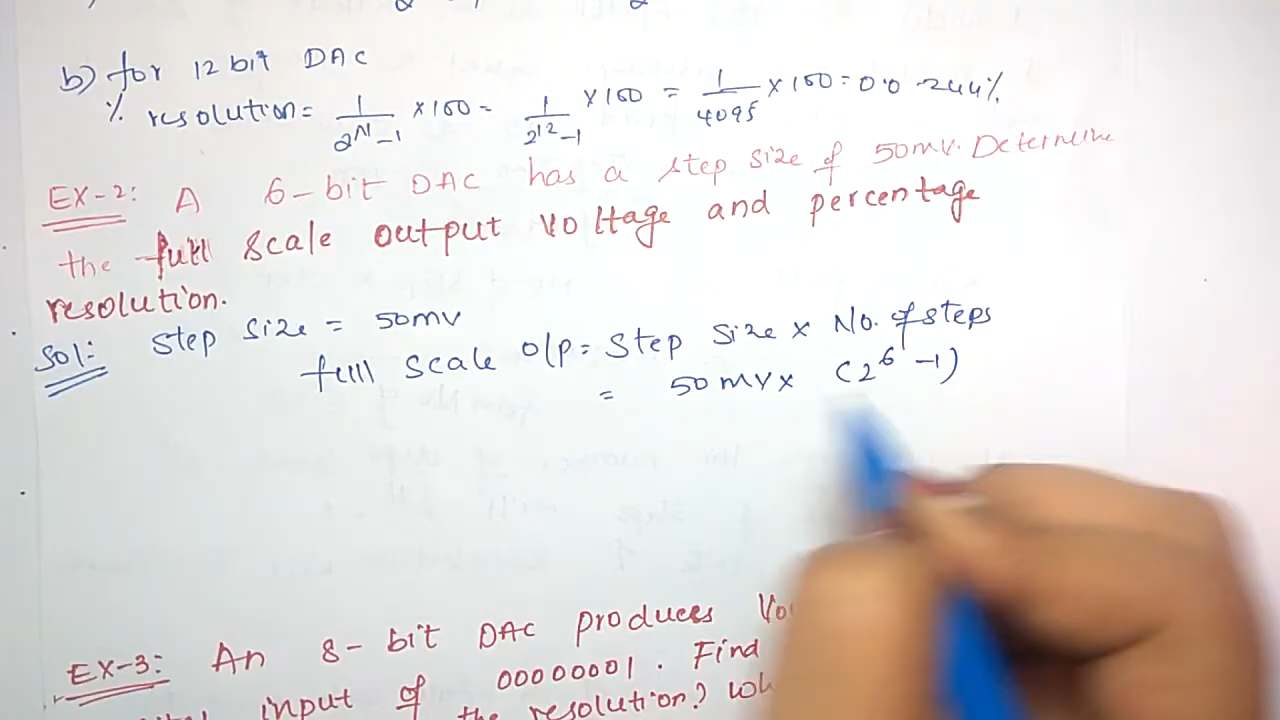 b) for 12 bit DAC
% resolution = 1/(2^N - 1) × 100 = 1/(2^12 - 1) × 100 = 1/4095 × 100 = 0.0244%
EX-2: A 6-bit DAC has a step size of 50mv. Determine
the full scale output voltage and percentage
resolution.
Sol: Step size = 50mv
full scale o/p = Step size × No. of steps
= 50mv × (2^6 - 1)
EX-3: An 8-bit DAC produces
input of 00000001. Find
the resolution?